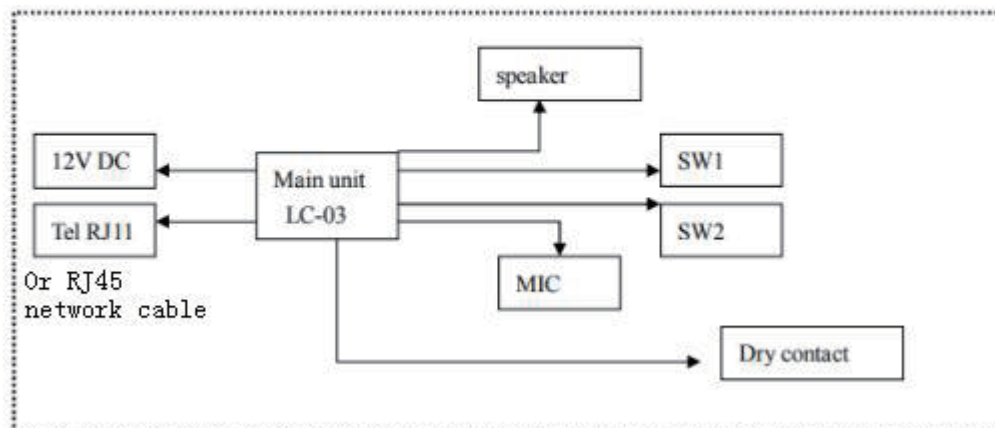 speaker
12V DC
Main unit
LC-03
SW1
Tel RJ11
SW2
Or RJ45
network cable
MIC
Dry contact